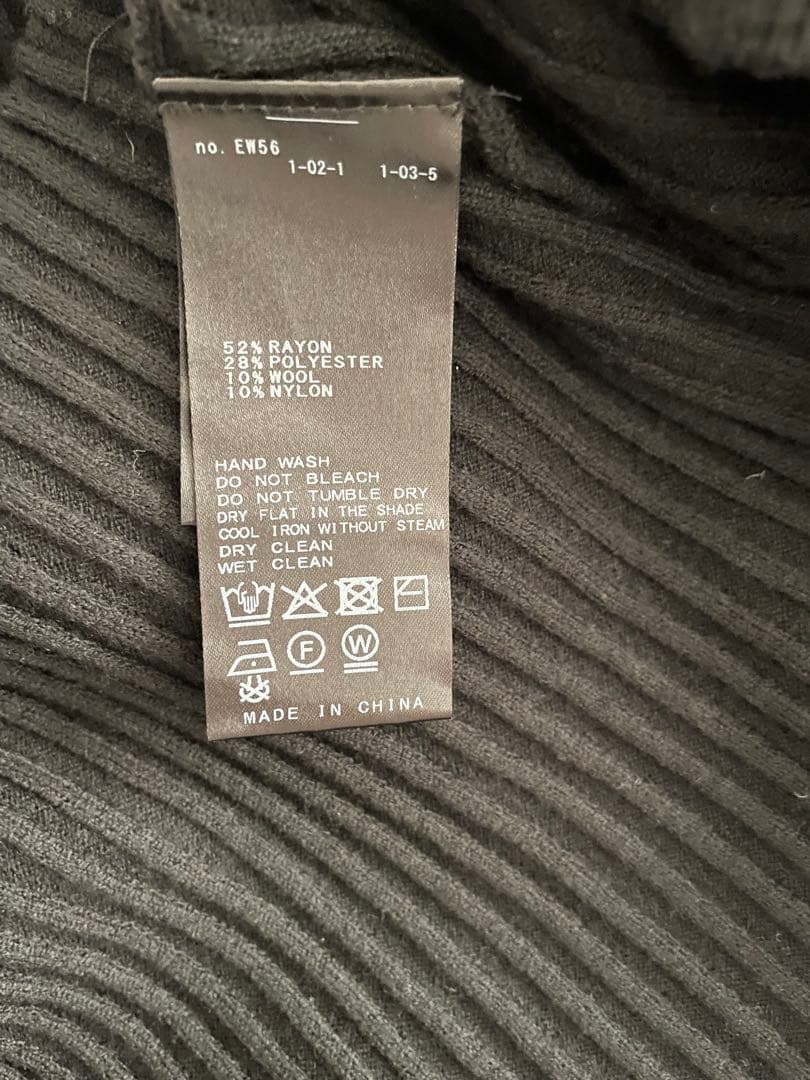 no. EW56
1-02-1 1-03-5
52% RAYON
28% POLYESTER
10% WOOL
10% NYLON
HAND WASH
DO NOT BLEACH
DO NOT TUMBLE DRY
DRY FLAT IN THE SHADE
COOL IRON WITHOUT STEAM
DRY CLEAN
WET CLEAN
F W
MADE IN CHINA